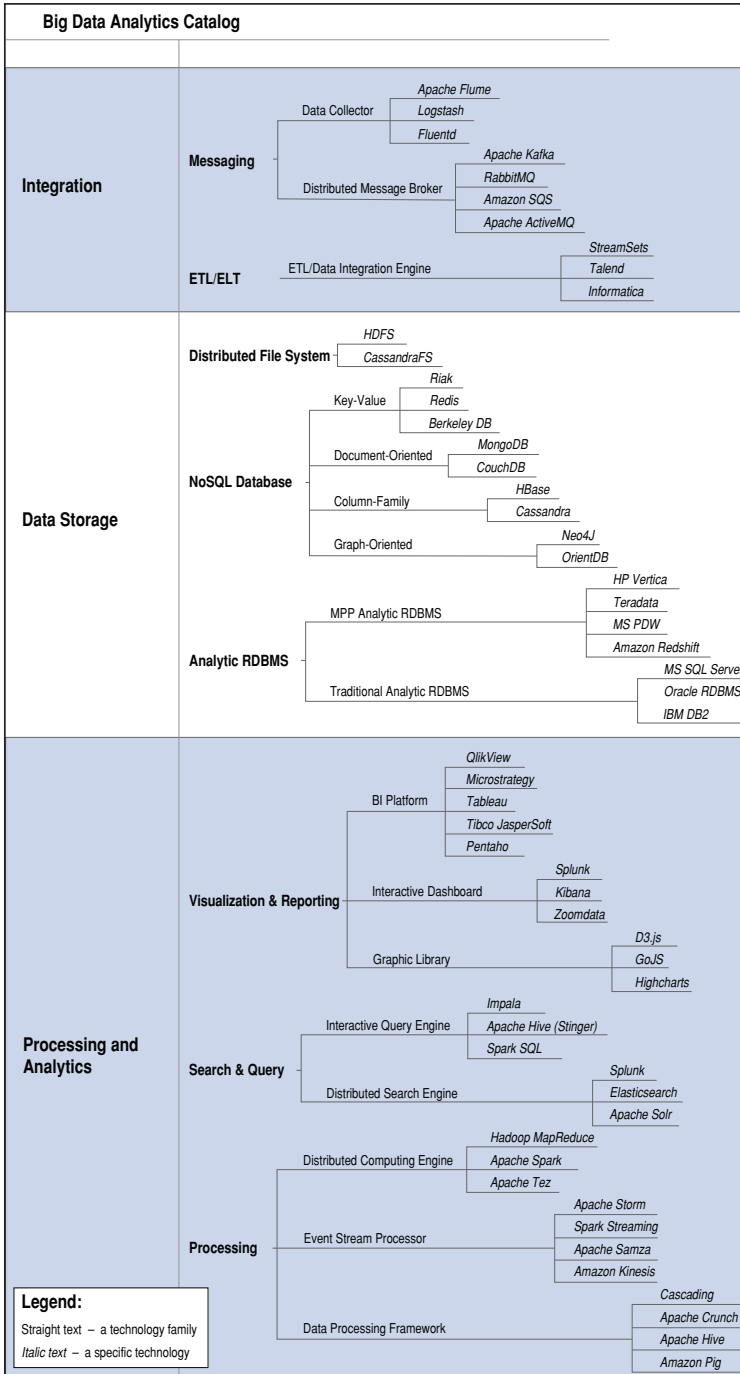 Big Data Analytics Catalog
Integration
Messaging
Data Collector
Apache Flume
Logstash
Fluentd
Distributed Message Broker
Apache Kafka
RabbitMQ
Amazon SQS
Apache ActiveMQ
ETL/ELT
ETL/Data Integration Engine
StreamSets
Talend
Informatica
Data Storage
Distributed File System
HDFS
CassandraFS
NoSQL Database
Key-Value
Riak
Redis
Berkeley DB
Document-Oriented
MongoDB
CouchDB
Column-Family
HBase
Cassandra
Graph-Oriented
Neo4J
OrientDB
Analytic RDBMS
MPP Analytic RDBMS
HP Vertica
Teradata
MS PDW
Amazon Redshift
Traditional Analytic RDBMS
MS SQL Server
Oracle RDBMS
IBM DB2
Processing and
Analytics
Visualization & Reporting
BI Platform
QlikView
Microstrategy
Tableau
Tibco JasperSoft
Pentaho
Interactive Dashboard
Splunk
Kibana
Zoomdata
Graphic Library
D3.js
GoJS
Highcharts
Search & Query
Interactive Query Engine
Impala
Apache Hive (Stinger)
Spark SQL
Distributed Search Engine
Splunk
Elasticsearch
Apache Solr
Processing
Distributed Computing Engine
Hadoop MapReduce
Apache Spark
Apache Tez
Event Stream Processor
Apache Storm
Spark Streaming
Apache Samza
Amazon Kinesis
Data Processing Framework
Cascading
Apache Crunch
Apache Hive
Amazon Pig
Legend:
Straight text – a technology family
Italic text – a specific technology